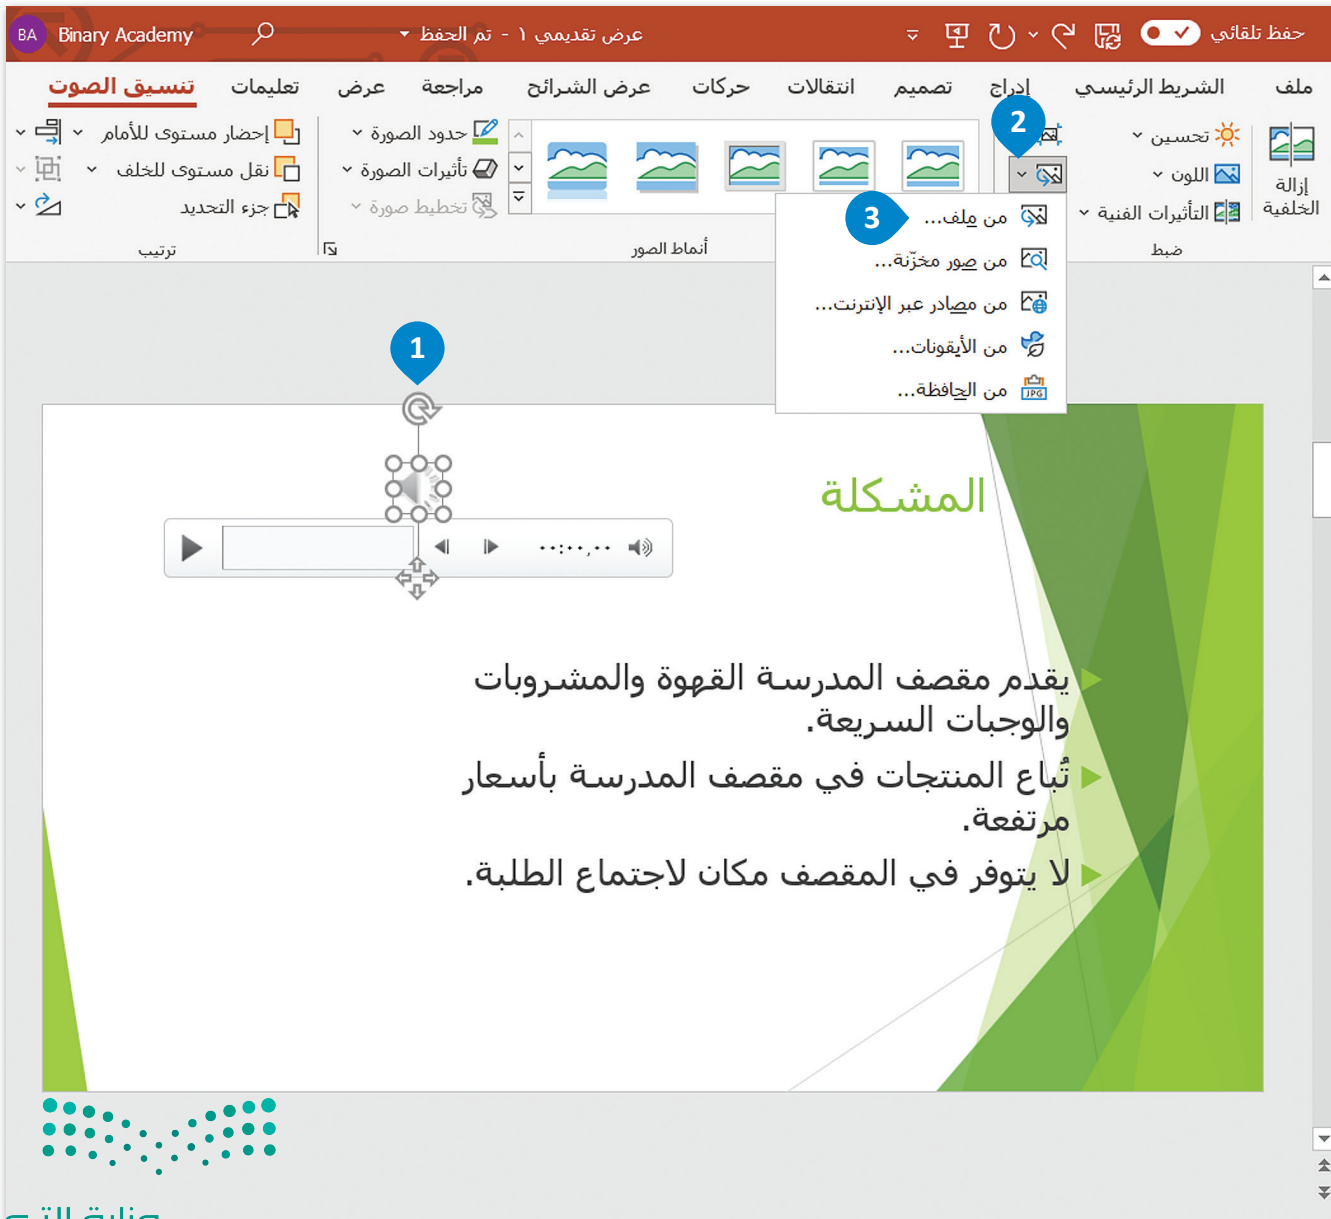 حفظ تلقائي
عرض تقديمي ١ - تم الحفظ
Binary Academy
BA
ملف
الشريط الرئيسي
إدراج
تصميم
انتقالات
حركات
عرض الشرائح
مراجعة
عرض
تعليمات
تنسيق الصوت
إزالة الخلفية
تحسين
اللون
التأثيرات الفنية
ضبط
2
حدود الصورة
تأثيرات الصورة
تخطيط صورة
أنماط الصور
إحضار مستوى للأمام
نقل مستوى للخلف
جزء التحديد
ترتيب
3
من ملف...
من صور مخزّنة...
من مصادر عبر الإنترنت...
من الأيقونات...
من الحافظة...
JPG
1
المشكلة
٠٠:٠٠,٠٠
يقدم مقصف المدرسة القهوة والمشروبات
والوجبات السريعة.
تُباع المنتجات في مقصف المدرسة بأسعار
مرتفعة.
لا يتوفر في المقصف مكان لاجتماع الطلبة.